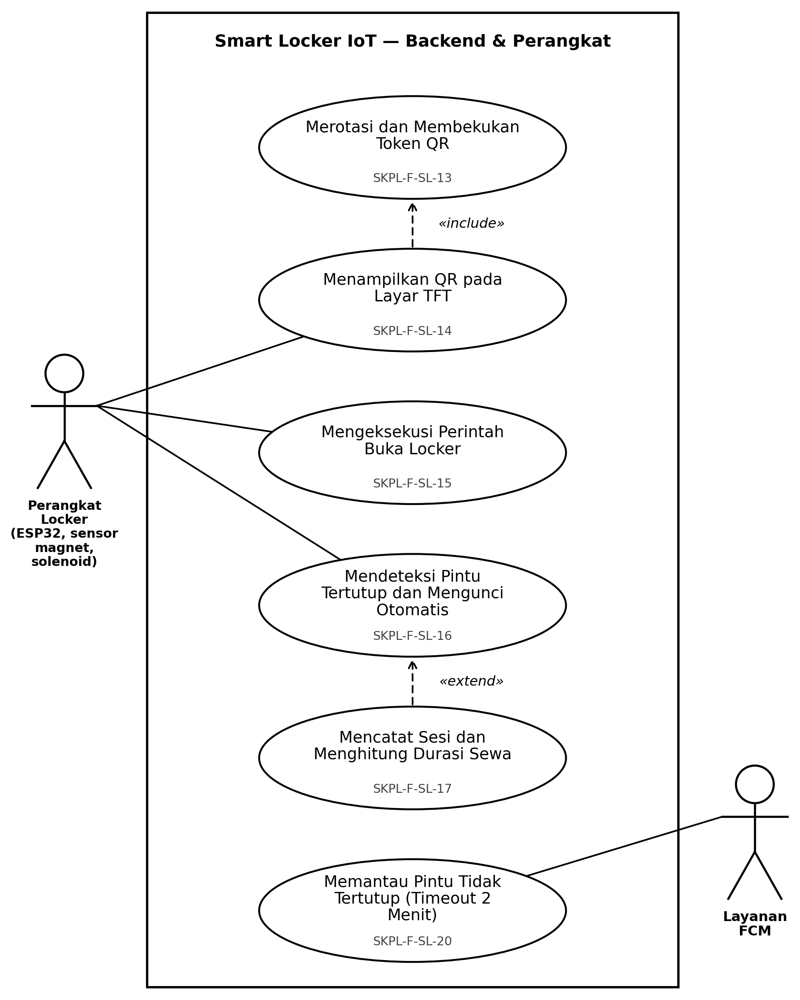 Smart Locker IoT — Backend & Perangkat
Merotasi dan Membekukan
Token QR
SKPL-F-SL-13
«include»
Menampilkan QR pada
Layar TFT
SKPL-F-SL-14
Mengeksekusi Perintah
Buka Locker
SKPL-F-SL-15
Perangkat
Locker
(ESP32, sensor
magnet,
solenoid)
Mendeteksi Pintu
Tertutup dan Mengunci
Otomatis
SKPL-F-SL-16
«extend»
Mencatat Sesi dan
Menghitung Durasi Sewa
SKPL-F-SL-17
Memantau Pintu Tidak
Tertutup (Timeout 2
Menit)
SKPL-F-SL-20
Layanan
FCM